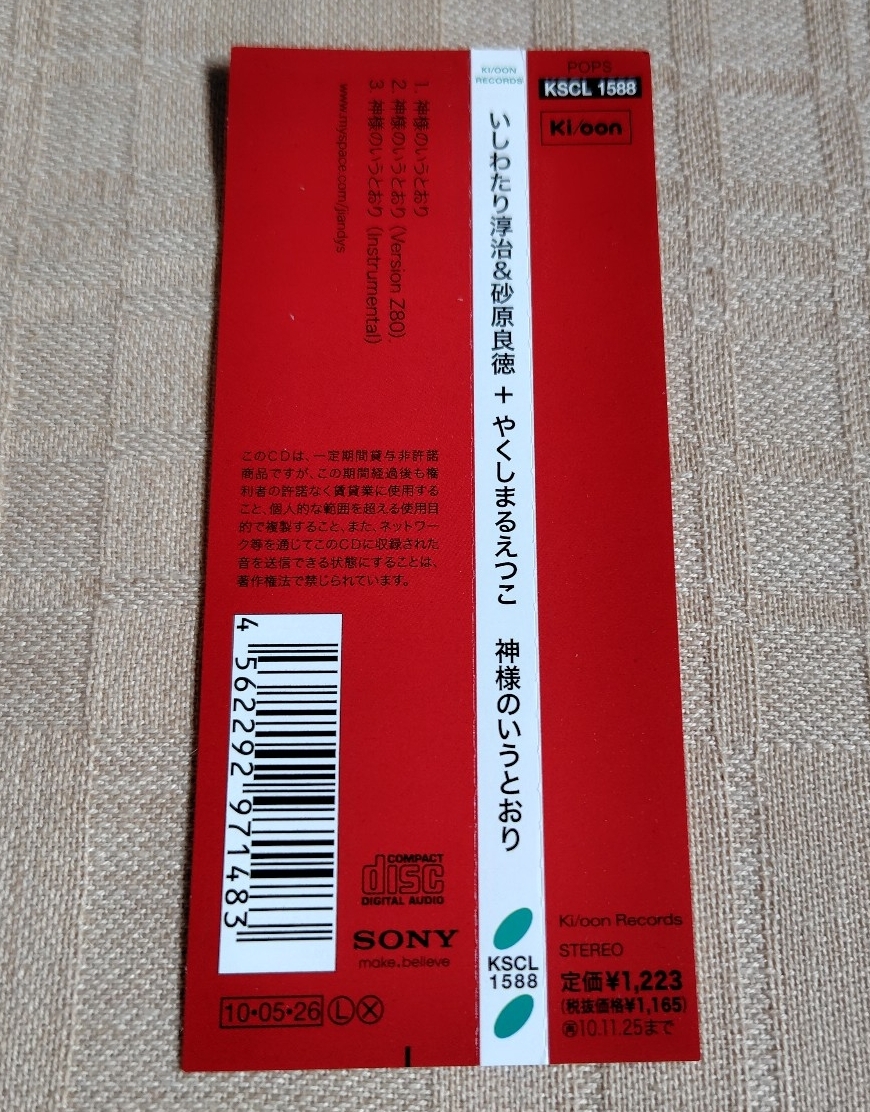 POPS
KSCL 1588
Ki/oon
Ki/oon Records
STEREO
定価¥1,223
(税抜価格¥1,165)
再10.11.25まで
KI/OON
RECORDS
いしわたり淳治&砂原良徳 + やくしまるえつこ 神様のいうとおり
KSCL
1588
1. 神様のいうとおり
2. 神様のいうとおり (Version Z80).
3. 神様のいうとおり (Instrumental)
www.myspace.com/jiandys
このCDは、一定期間貸与非許諾
商品ですが、この期間経過後も権
利者の許諾なく賃貸業に使用する
こと、個人的な範囲を超える使用目
的で複製すること、また、ネットワー
ク等を通じてこのCDに収録された
音を送信できる状態にすることは、
著作権法で禁じられています。
4 562292 971483
COMPACT
disc
DIGITAL AUDIO
SONY
make.believe
10・05・26 L X